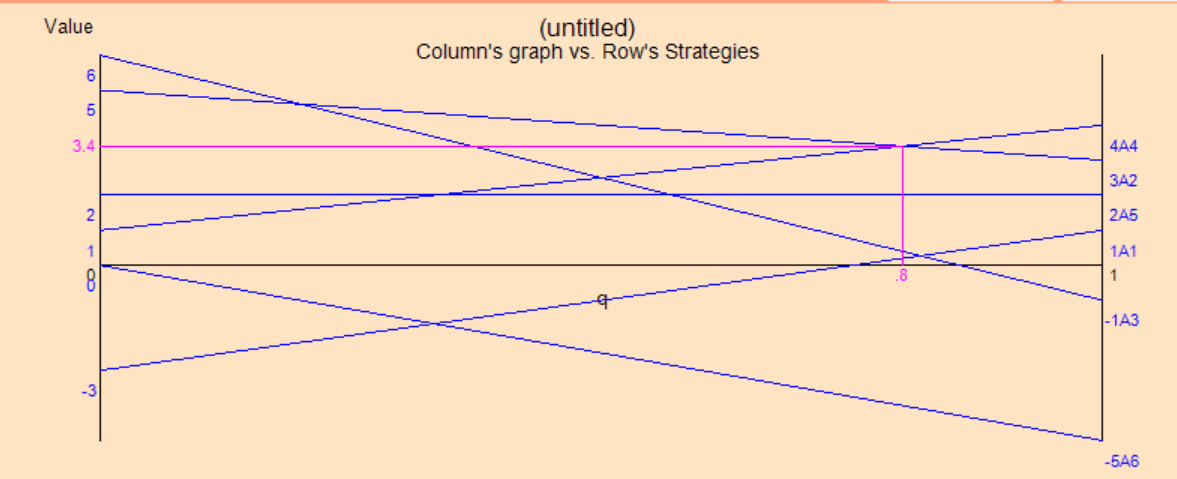 Value
(untitled)
Column's graph vs. Row's Strategies
6
5
3.4
4A4
3A2
2
2A5
1
1A1
0
0
.8
1
q
-1A3
-3
-5A6